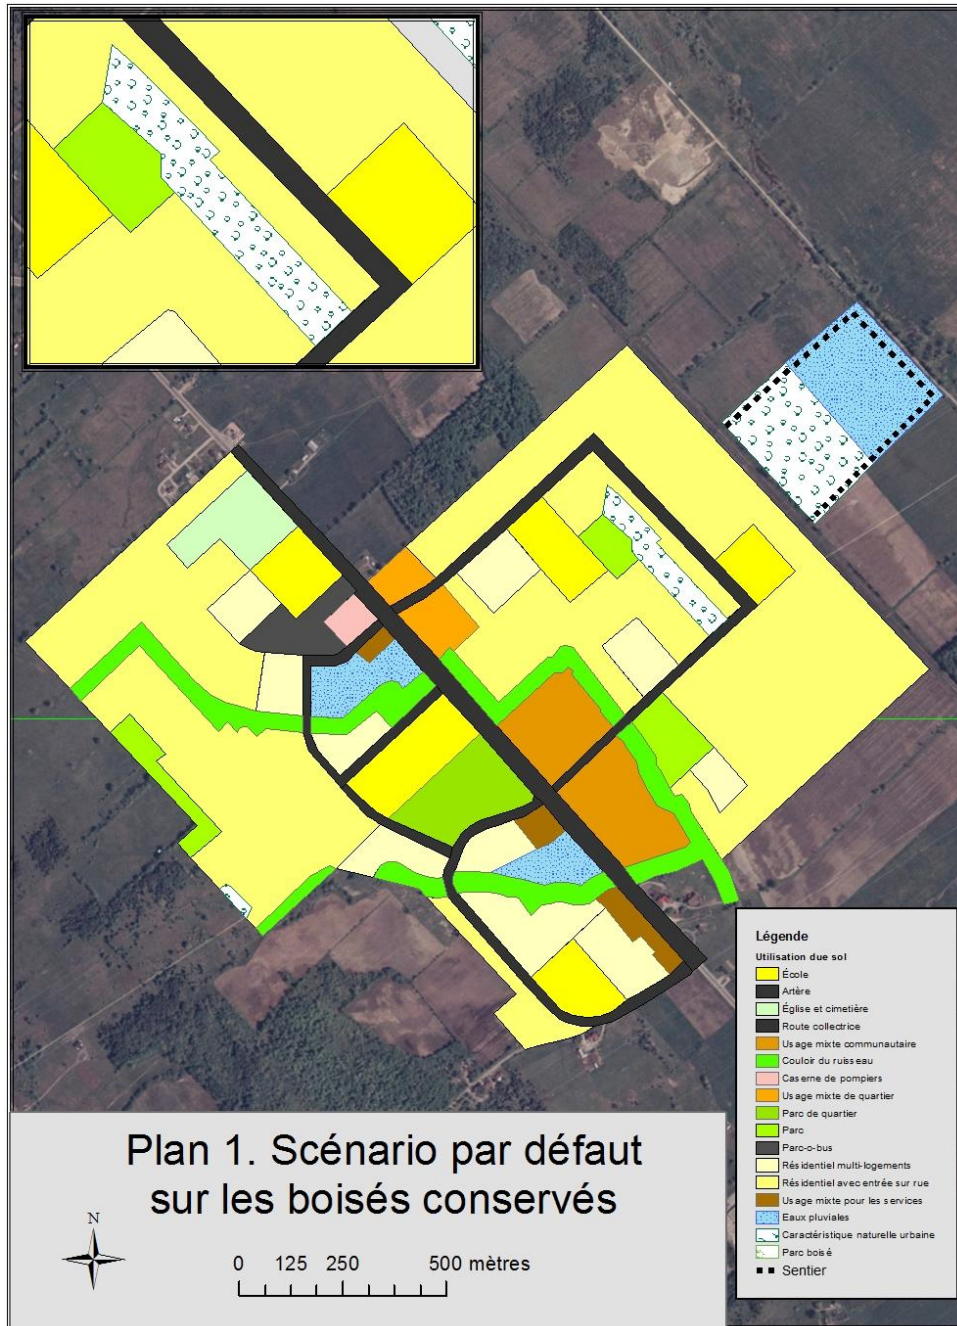 Légende
Utilisation due sol
École
Artère
Église et cimetière
Route collectrice
Usage mixte communautaire
Couloir du ruisseau
Caserne de pompiers
Usage mixte de quartier
Parc de quartier
Parc
Parc-o-bus
Résidentiel multi-logements
Résidentiel avec entrée sur rue
Usage mixte pour les services
Eaux pluviales
Caractéristique naturelle urbaine
Parc boisé
Sentier
Plan 1. Scénario par défaut
sur les boisés conservés
N
0 125 250 500 mètres